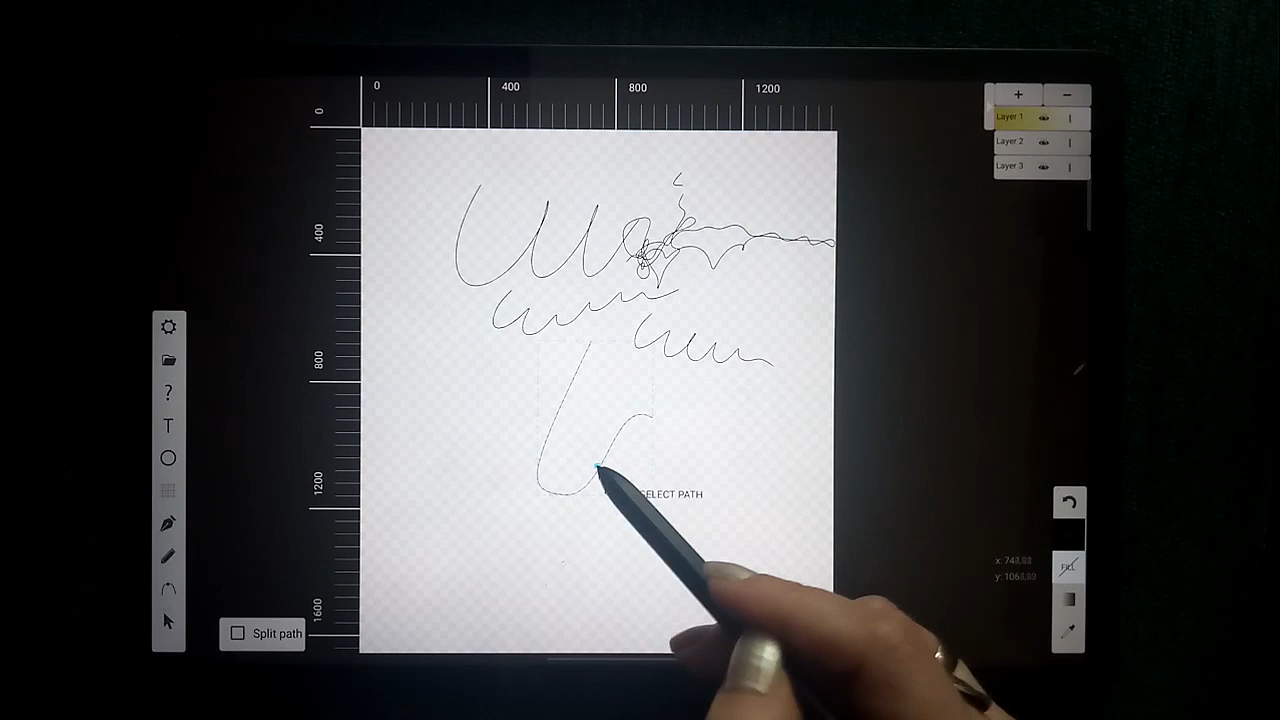 0 400 800 1200
+ −
Layer 1
Layer 2
Layer 3
0
400
800
1200
1600
?
T
SELECT PATH
FILL
Split path